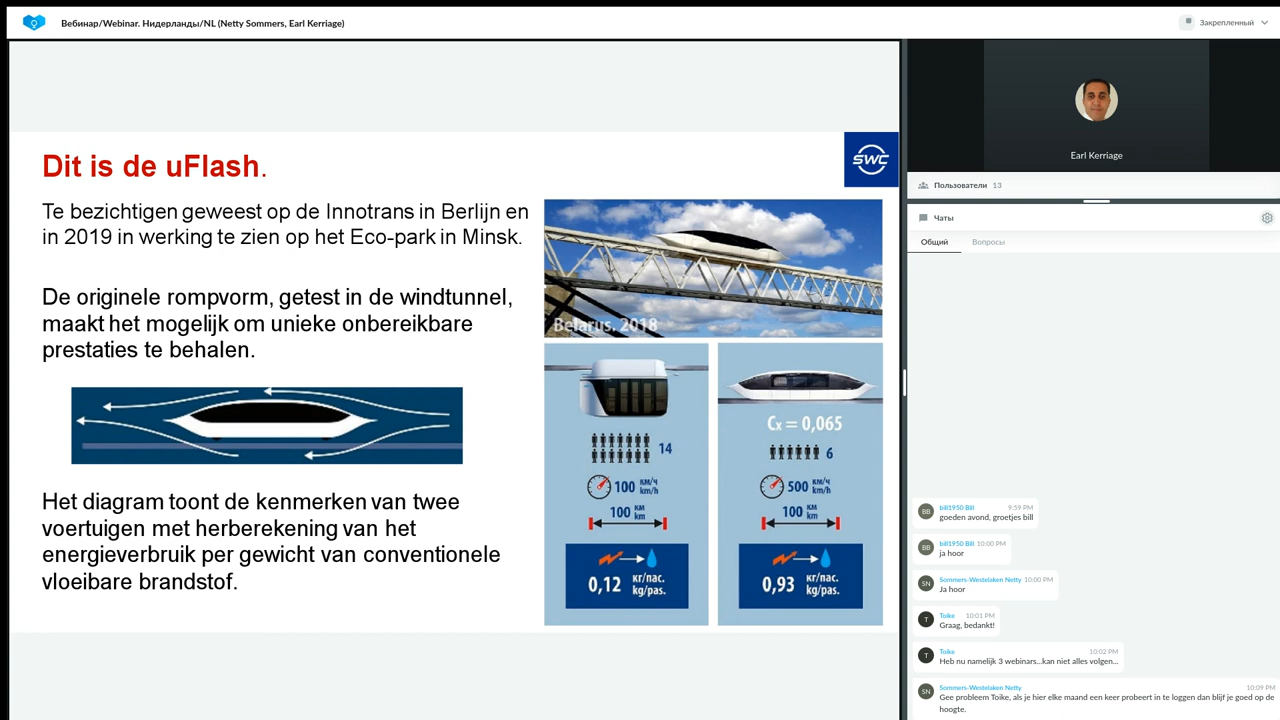 Вебинар/Webinar. Нидерланды/NL (Netty Sommers, Earl Kerriage)
Закрепленный
Dit is de uFlash.
SWC
Te bezichtigen geweest op de Innotrans in Berlijn en
in 2019 in werking te zien op het Eco-park in Minsk.
De originele rompvorm, getest in de windtunnel,
maakt het mogelijk om unieke onbereikbare
prestaties te behalen.
Het diagram toont de kenmerken van twee
voertuigen met herberekening van het
energieverbruik per gewicht van conventionele
vloeibare brandstof.
Belarus, 2018
14
100 км/ч
km/h
100 км
km
0,12 кг/пас.
kg/pas.
Cx = 0,065
6
500 км/ч
km/h
100 км
km
0,93 кг/пас.
kg/pas.
Earl Kerriage
Пользователи 13
Чаты
Общий Вопросы
BB
bill1950 Bill 9:59 PM
goeden avond, groetjes bill
BB
bill1950 Bill 10:00 PM
ja hoor
SN
Sommers-Westelaken Netty 10:00 PM
Ja hoor
T
Toike 10:01 PM
Graag, bedankt!
T
Toike 10:02 PM
Heb nu namelijk 3 webinars...kan niet alles volgen...
SN
Sommers-Westelaken Netty 10:09 PM
Gee probleem Toike, als je hier elke maand een keer probeert in te loggen dan blijf je goed op de
hoogte.